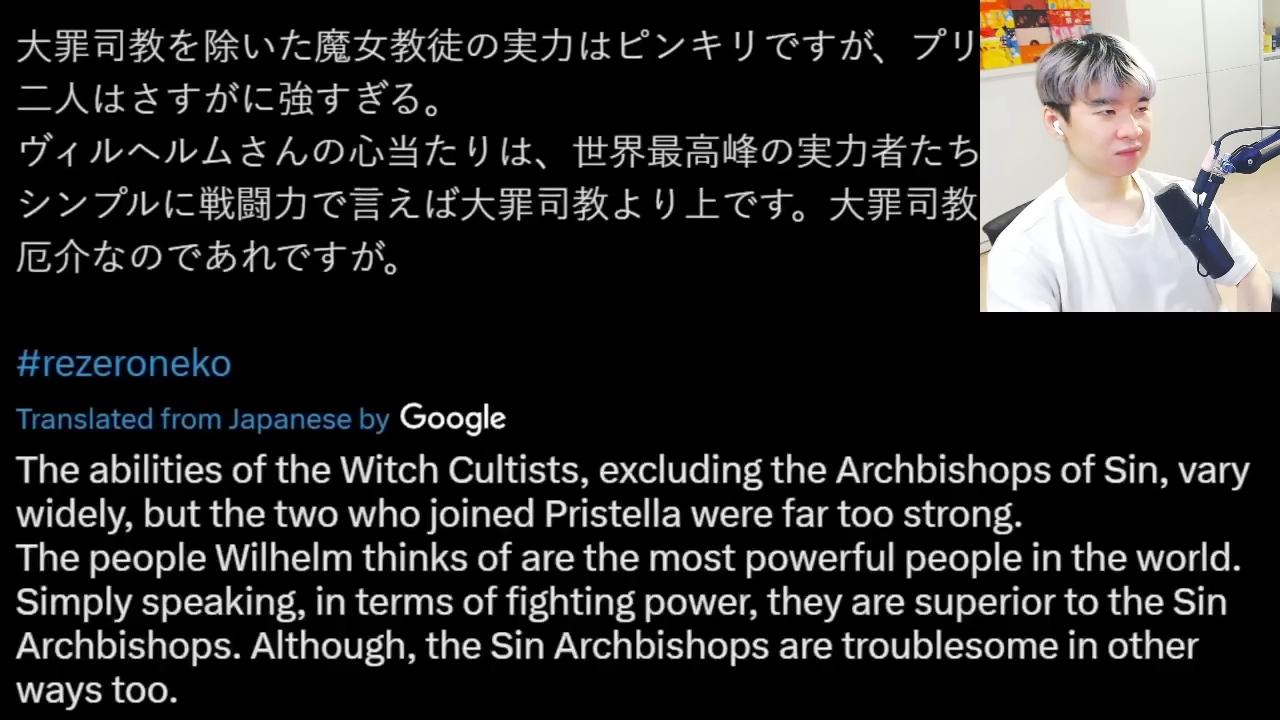 大罪司教を除いた魔女教徒の実力はピンキリですが、プリ
二人はさすがに強すぎる。
ヴィルヘルムさんの心当たりは、世界最高峰の実力者たち
シンプルに戦闘力で言えば大罪司教より上です。大罪司教
厄介なのであれですが。
#rezeroneko
Translated from Japanese by Google
The abilities of the Witch Cultists, excluding the Archbishops of Sin, vary
widely, but the two who joined Pristella were far too strong.
The people Wilhelm thinks of are the most powerful people in the world.
Simply speaking, in terms of fighting power, they are superior to the Sin
Archbishops. Although, the Sin Archbishops are troublesome in other
ways too.